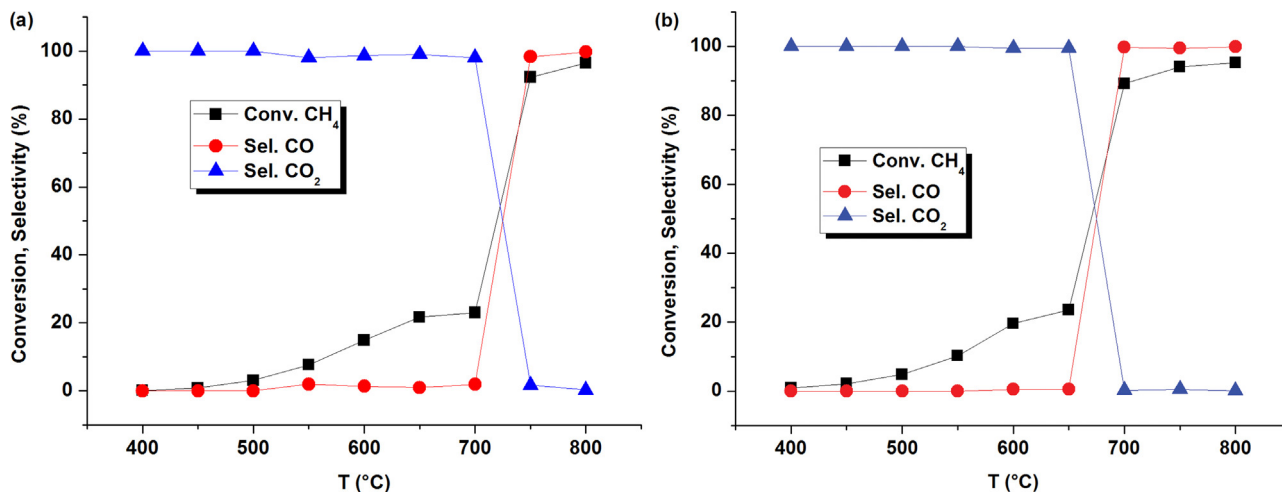 (a)
100
80
60
40
20
0
Conversion, Selectivity (%)
Conv. CH₄
Sel. CO
Sel. CO₂
400 500 600 700 800
T (°C)
(b)
100
80
60
40
20
0
Conversion, Selectivity (%)
Conv. CH₄
Sel. CO
Sel. CO₂
400 500 600 700 800
T (°C)